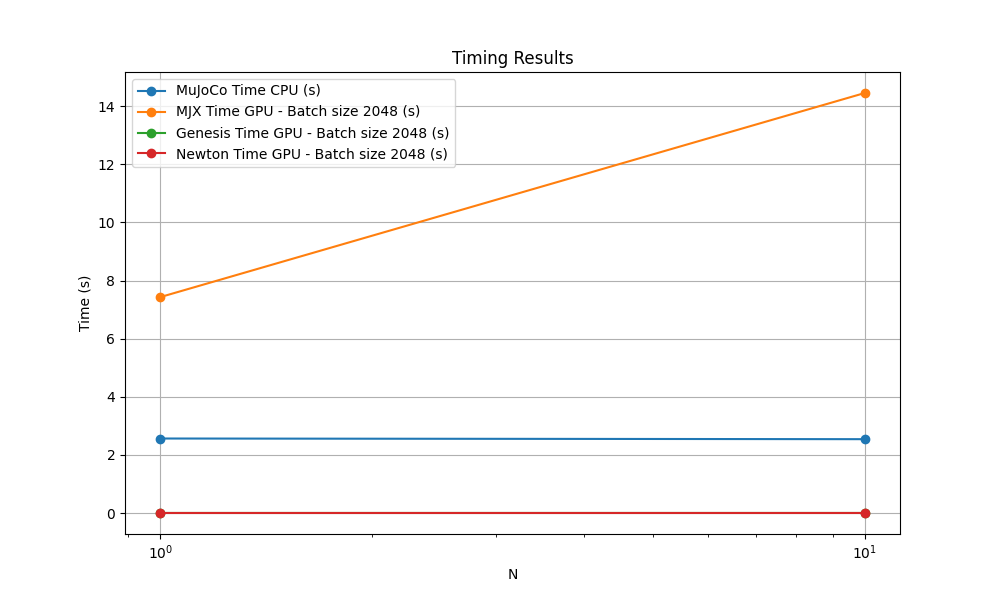 Timing Results
MuJoCo Time CPU (s)
MJX Time GPU - Batch size 2048 (s)
Genesis Time GPU - Batch size 2048 (s)
Newton Time GPU - Batch size 2048 (s)
14
12
10
8
6
4
2
0
Time (s)
10⁰ 10¹
N